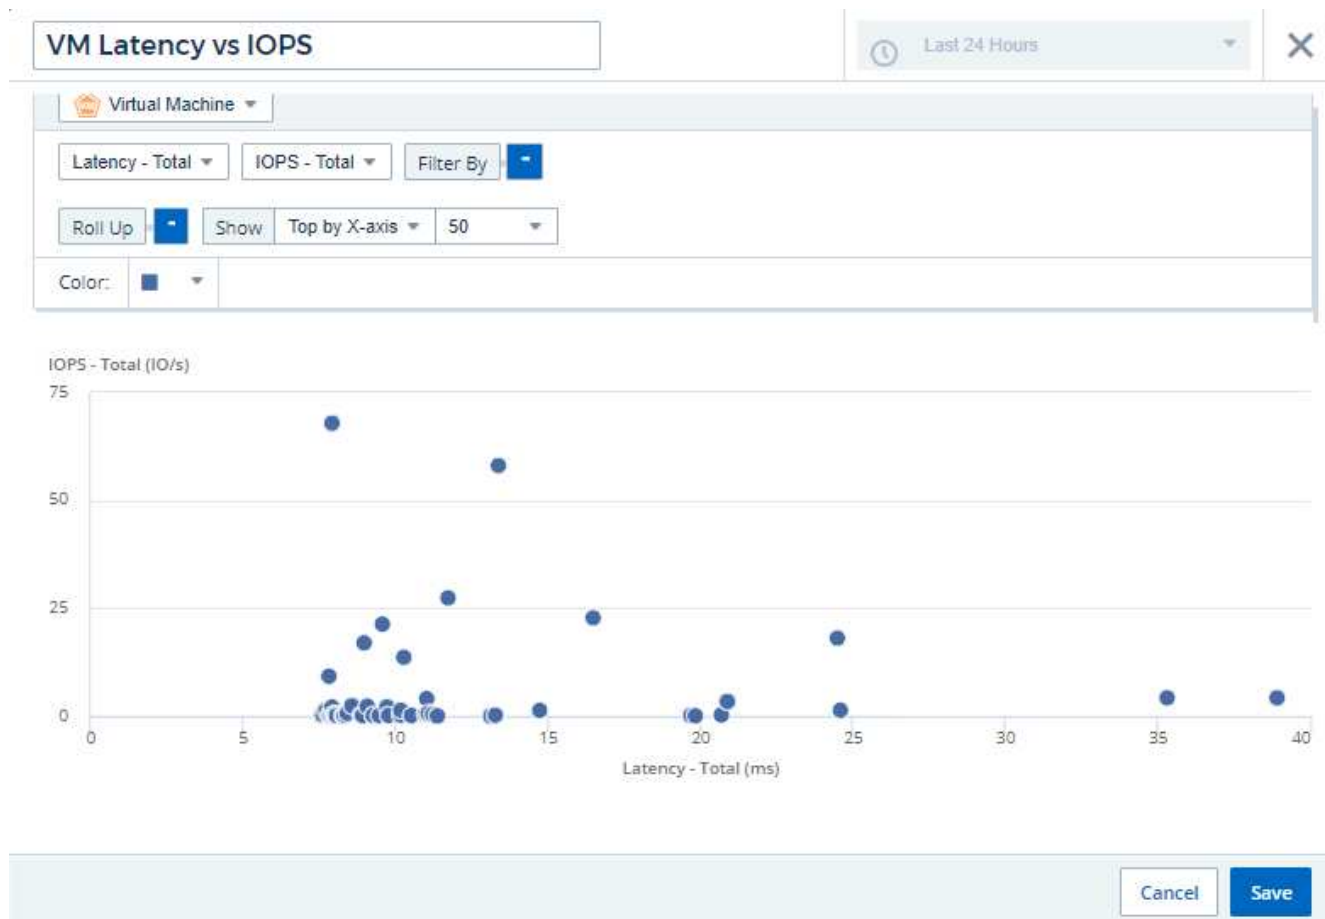 VM Latency vs IOPS
Last 24 Hours
Virtual Machine
Latency - Total
IOPS - Total
Filter By
-
Roll Up
-
Show
Top by X-axis
50
Color:
IOPS - Total (IO/s)
75
50
25
0
0 5 10 15 20 25 30 35 40
Latency - Total (ms)
Cancel
Save